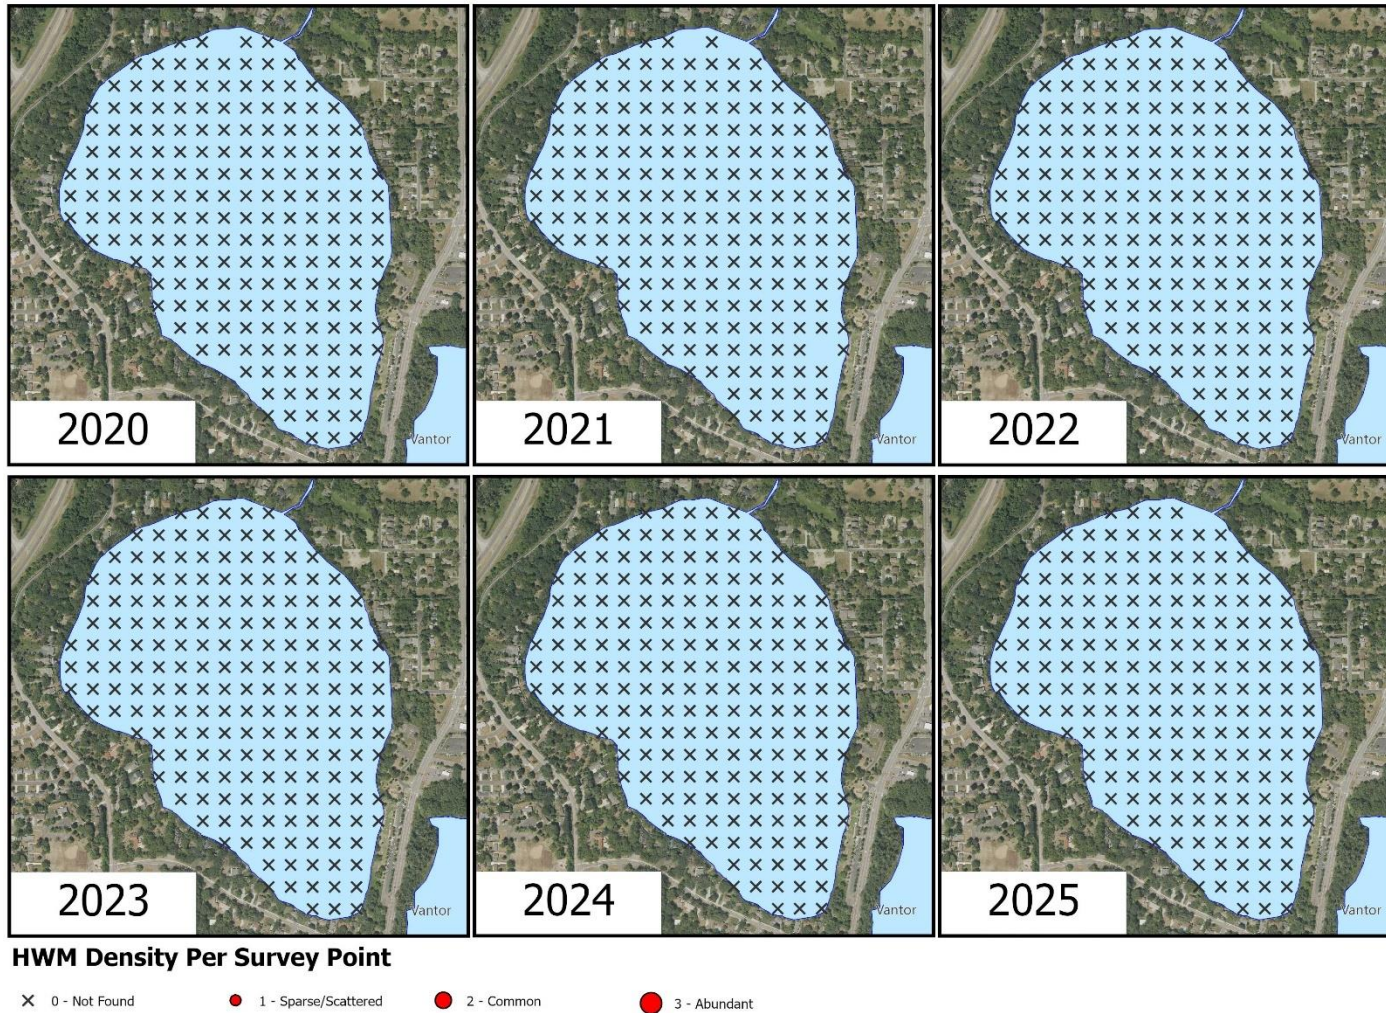 2020
Vantor
2021
Vantor
2022
Vantor
2023
Vantor
2024
Vantor
2025
Vantor
HWM Density Per Survey Point
0 - Not Found
1 - Sparse/Scattered
2 - Common
3 - Abundant